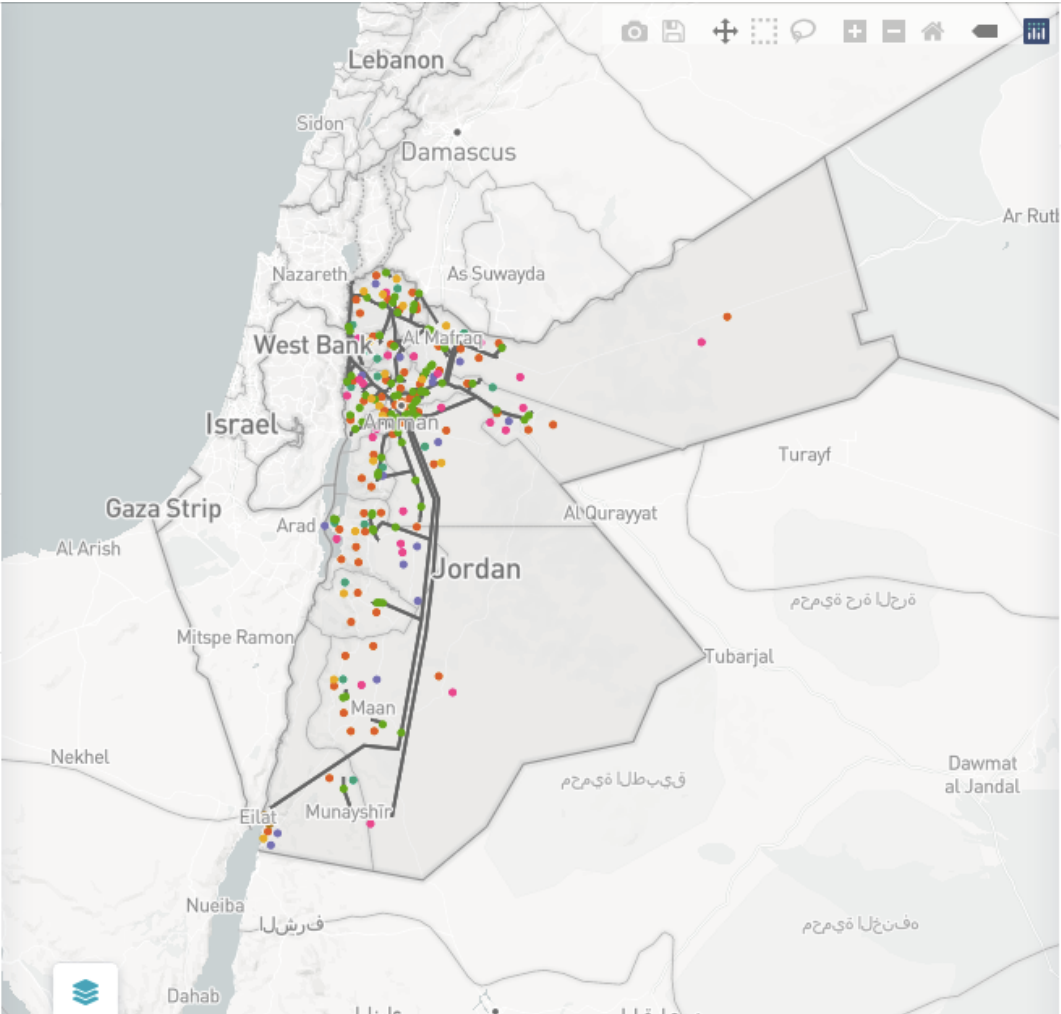 Lebanon
Sidon
Damascus
Ar Rutb
Nazareth
As Suwayda
West Bank
Al Mafraq
Israel
Amman
Turayf
Gaza Strip
Arad
Al Qurayyat
Al Arish
Jordan
محمية حرة الحرة
Mitspe Ramon
Tubarjal
Maan
Nekhel
محمية الطبيق
Dawmat
al Jandal
Eilat
Munayshīr
Nueiba
الشرف
محمية الخنفه
Dahab